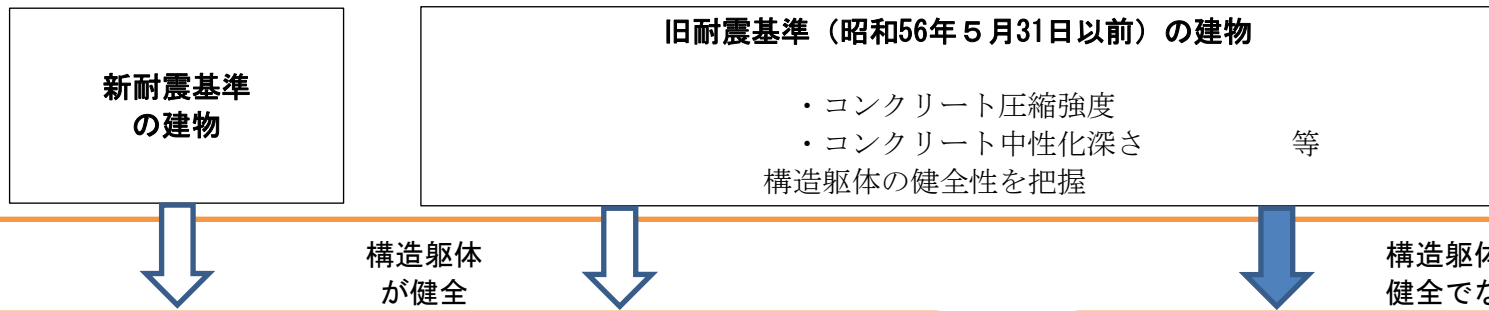 新耐震基準
の建物
旧耐震基準（昭和56年５月31日以前）の建物
・コンクリート圧縮強度
・コンクリート中性化深さ　　　　　　　等
構造躯体の健全性を把握
構造躯体
が健全
構造躯体
健全でな